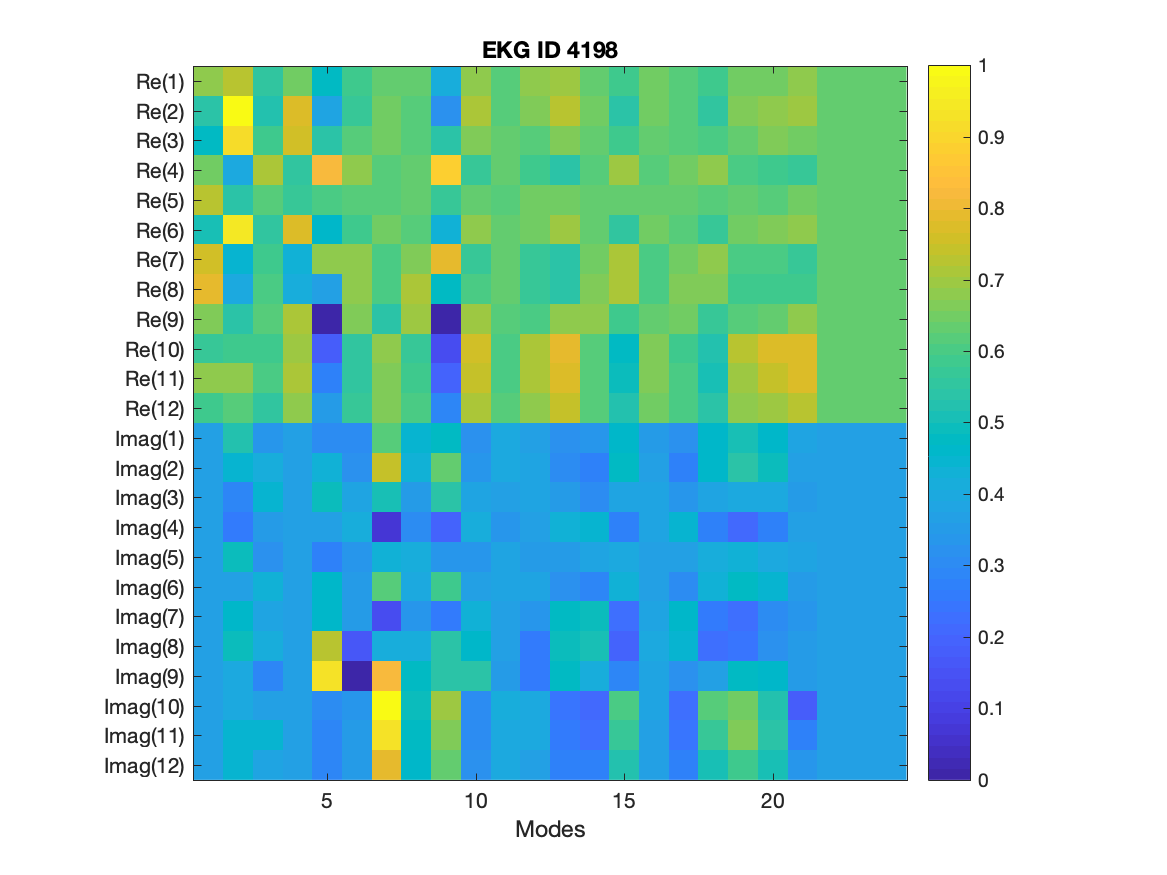 EKG ID 4198
Re(1)
Re(2)
Re(3)
Re(4)
Re(5)
Re(6)
Re(7)
Re(8)
Re(9)
Re(10)
Re(11)
Re(12)
Imag(1)
Imag(2)
Imag(3)
Imag(4)
Imag(5)
Imag(6)
Imag(7)
Imag(8)
Imag(9)
Imag(10)
Imag(11)
Imag(12)
5 10 15 20
Modes
1
0.9
0.8
0.7
0.6
0.5
0.4
0.3
0.2
0.1
0